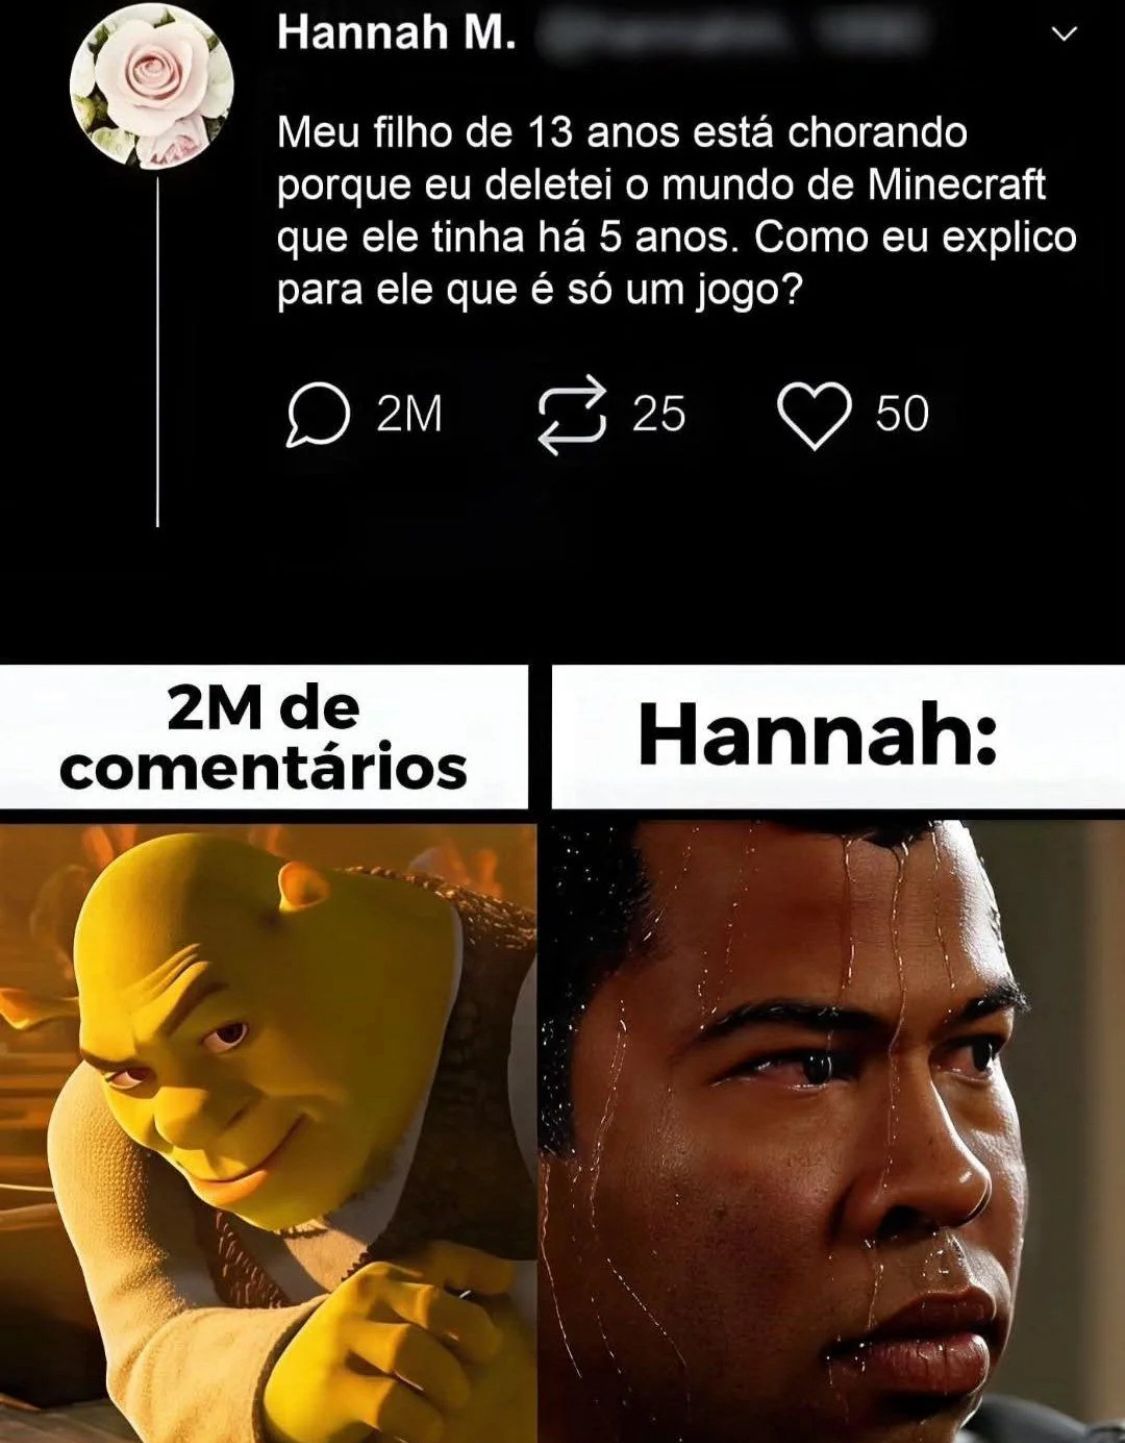 Hannah M.
Meu filho de 13 anos está chorando
porque eu deletei o mundo de Minecraft
que ele tinha há 5 anos. Como eu explico
para ele que é só um jogo?
2M 25 50
2M de
comentários
Hannah: